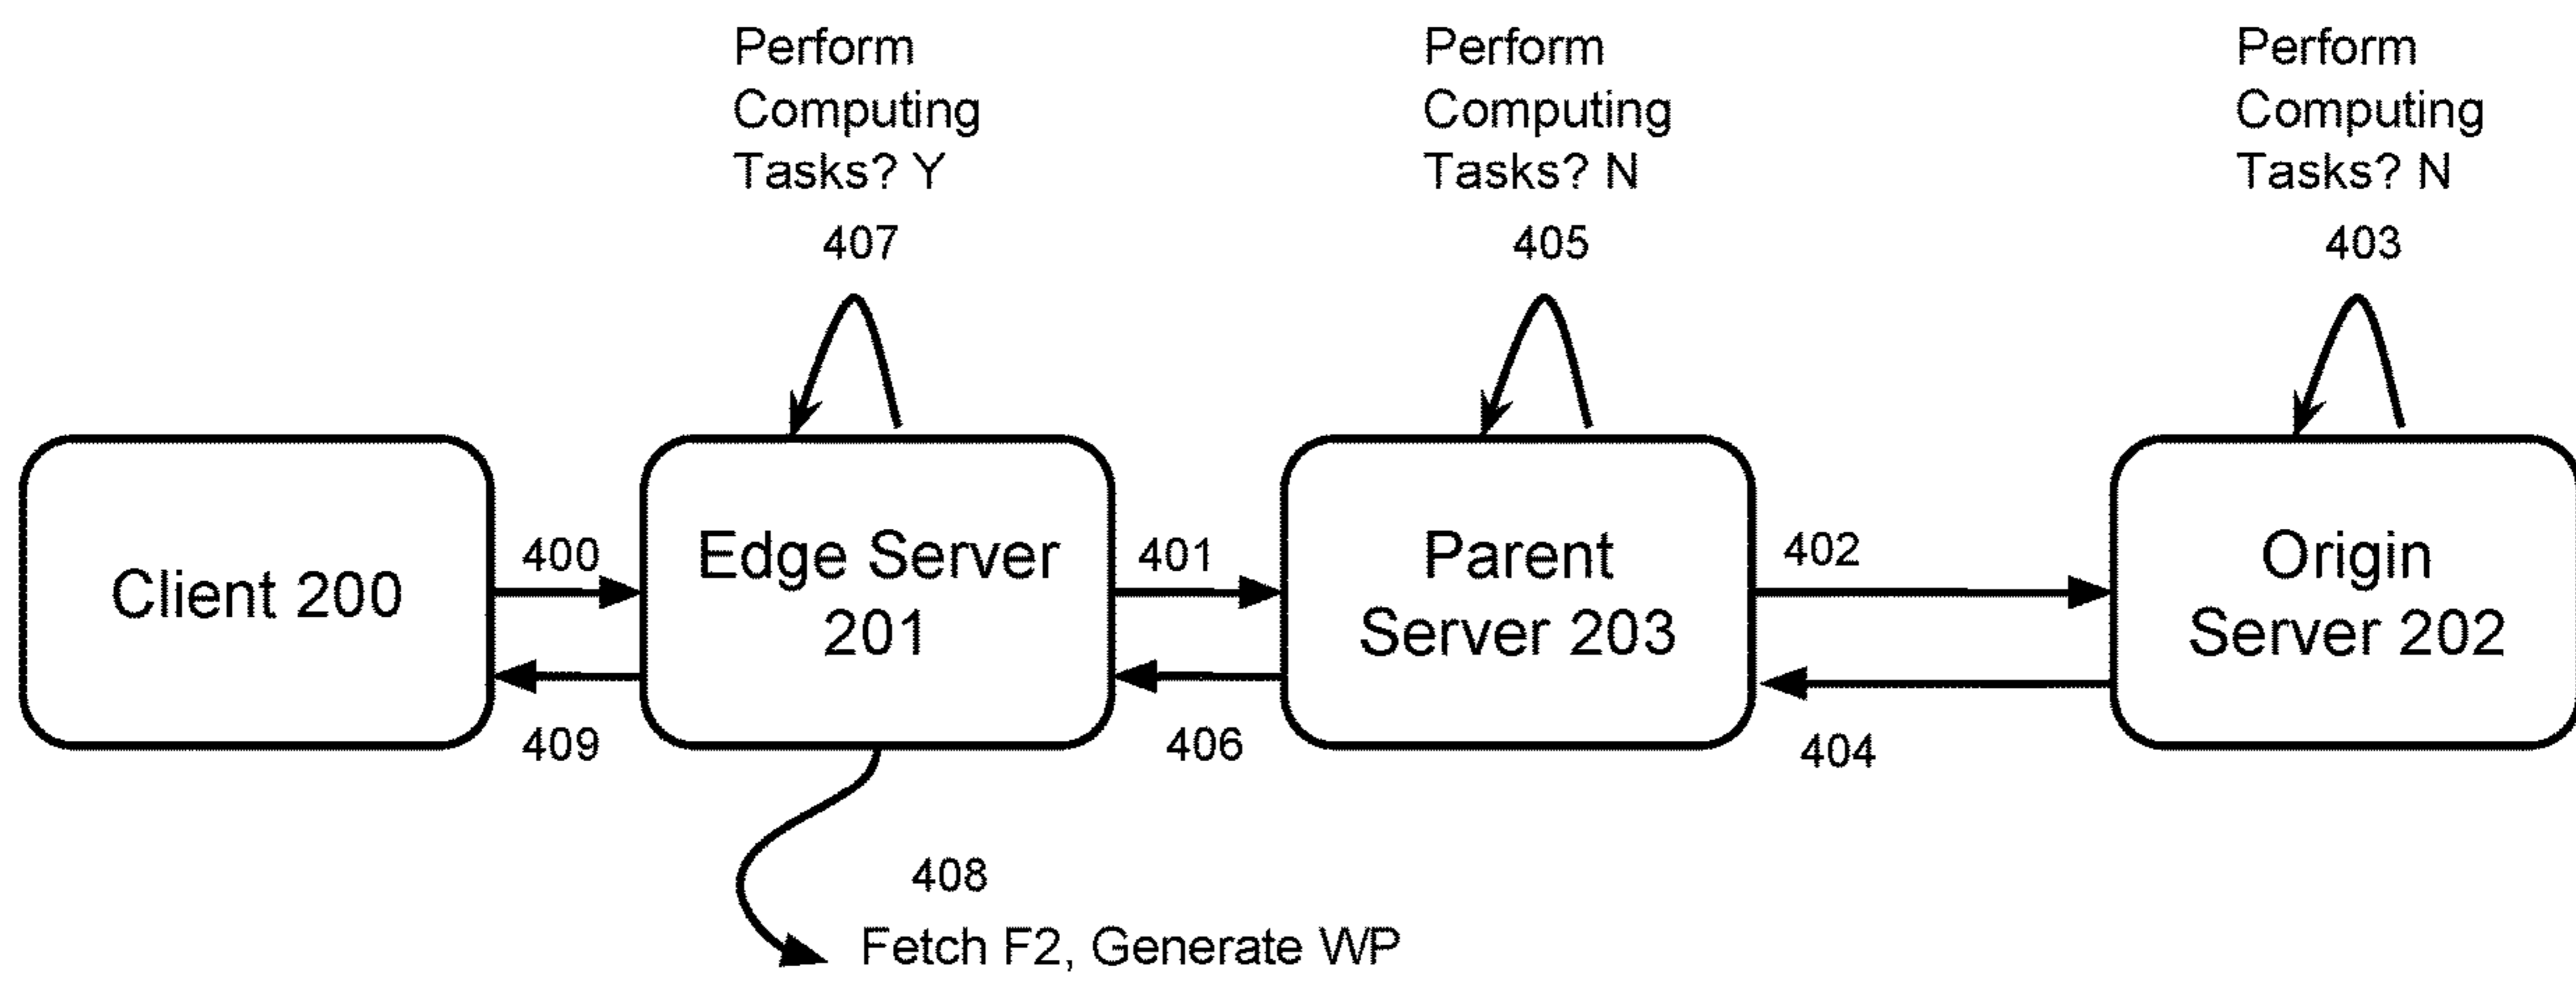 Perform
Computing
Tasks? Y
407
Perform
Computing
Tasks? N
405
Perform
Computing
Tasks? N
403
Client 200
400
409
Edge Server
201
401
406
Parent
Server 203
402
404
Origin
Server 202
408
Fetch F2, Generate WP